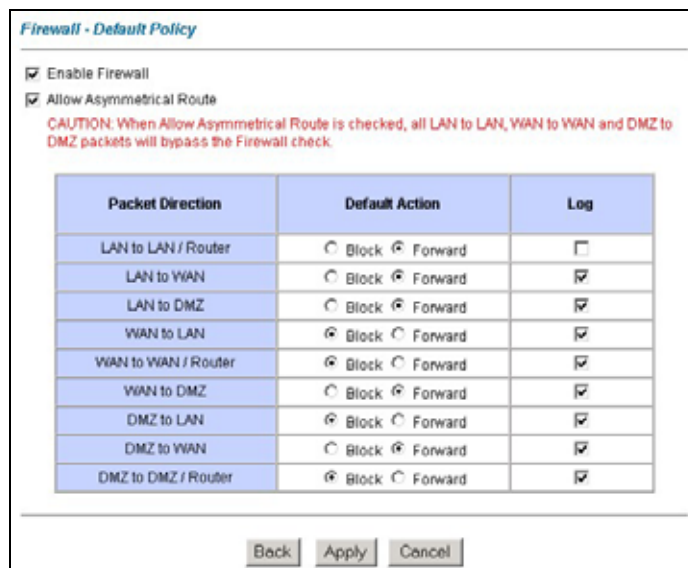 Firewall - Default Policy
Enable Firewall
Allow Asymmetrical Route
CAUTION: When Allow Asymmetrical Route is checked, all LAN to LAN, WAN to WAN and DMZ to
DMZ packets will bypass the Firewall check.
Packet Direction Default Action Log
LAN to LAN / Router Block Forward
LAN to WAN Block Forward
LAN to DMZ Block Forward
WAN to LAN Block Forward
WAN to WAN / Router Block Forward
WAN to DMZ Block Forward
DMZ to LAN Block Forward
DMZ to WAN Block Forward
DMZ to DMZ / Router Block Forward
Back Apply Cancel